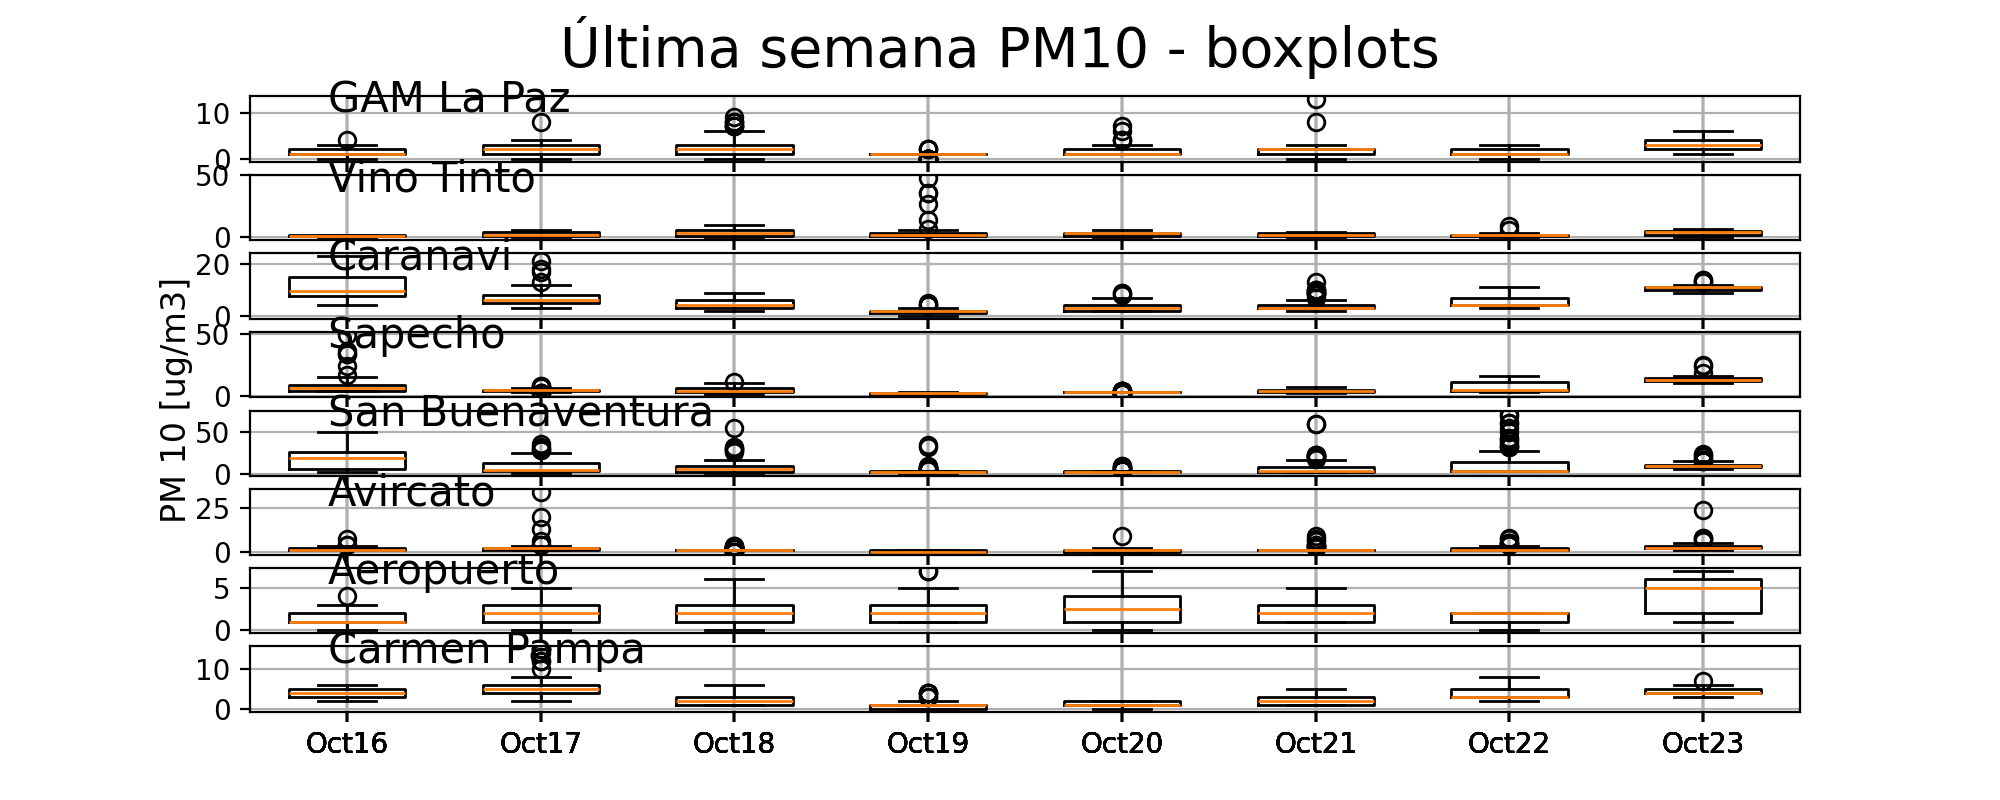 Última semana PM10 - boxplots
GAM La Paz
10
0
Vino Tinto
50
0
Caranavi
20
0
Sapecho
50
0
San Buenaventura
50
0
Avircato
25
0
Aeropuerto
5
0
Carmen Pampa
10
0
PM 10 [ug/m3]
Oct16 Oct17 Oct18 Oct19 Oct20 Oct21 Oct22 Oct23